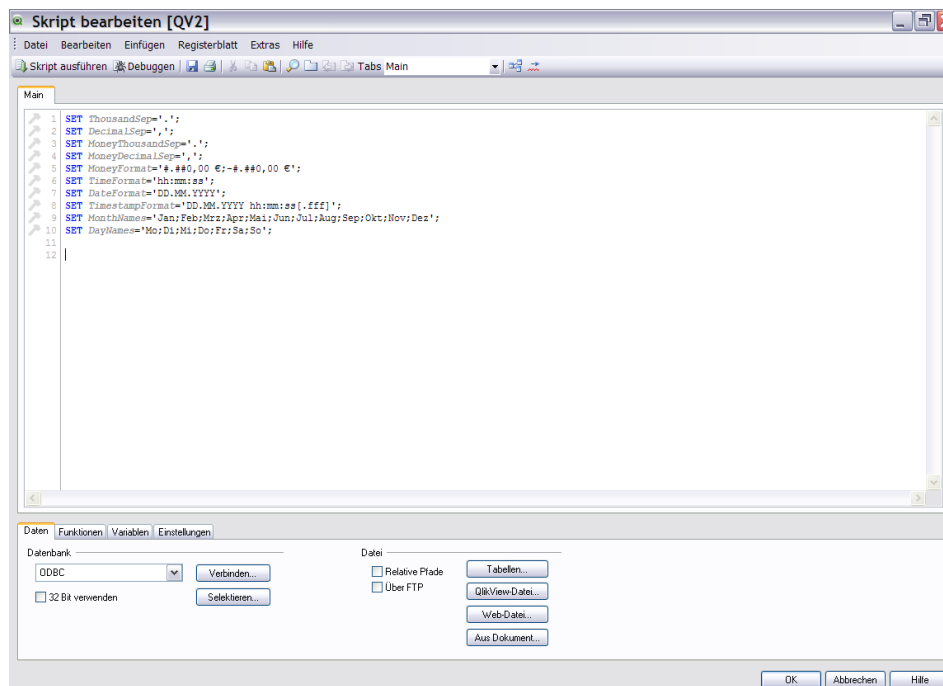 Skript bearbeiten [QV2]
Datei Bearbeiten Einfügen Registerblatt Extras Hilfe
Skript ausführen Debuggen Tabs Main
Main
1 SET ThousandSep='.';
2 SET DecimalSep=',';
3 SET MoneyThousandSep='.';
4 SET MoneyDecimalSep=',';
5 SET MoneyFormat='#.##0,00 €;-#.##0,00 €';
6 SET TimeFormat='hh:mm:ss';
7 SET DateFormat='DD.MM.YYYY';
8 SET TimestampFormat='DD.MM.YYYY hh:mm:ss[.fff]';
9 SET MonthNames='Jan;Feb;Mrz;Apr;Mai;Jun;Jul;Aug;Sep;Okt;Nov;Dez';
10 SET DayNames='Mo;Di;Mi;Do;Fr;Sa;So';
11
12
Daten Funktionen Variablen Einstellungen
Datenbank
ODBC
Verbinden...
32 Bit verwenden
Selektieren...
Datei
Relative Pfade
Über FTP
Tabellen...
QlikView-Datei...
Web-Datei...
Aus Dokument...
OK Abbrechen Hilfe